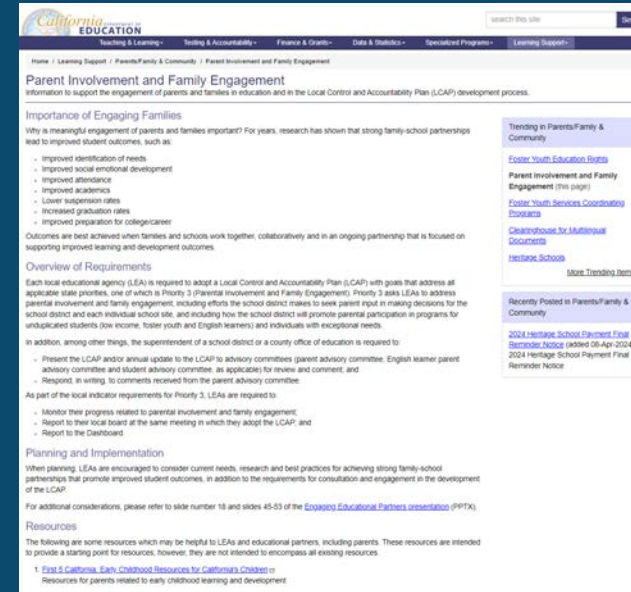 California Department of
EDUCATION
search this site
Teaching & Learning
Testing & Accountability
Finance & Grants
Data & Statistics
Specialized Programs
Learning Support
Home / Learning Support / Parents/Family & Community / Parent Involvement and Family Engagement
Parent Involvement and Family Engagement
Information to support the engagement of parents and families in education and in the Local Control and Accountability Plan (LCAP) development process.
Importance of Engaging Families
Why is meaningful engagement of parents and families important? For years, research has shown that strong family-school partnerships
lead to improved student outcomes, such as:
Improved identification of needs
Improved social emotional development
Improved attendance
Improved academics
Lower suspension rates
Increased graduation rates
Improved preparation for college/career
Outcomes are best achieved when families and schools work together, collaboratively and in an ongoing partnership that is focused on
supporting improved learning and development outcomes.
Overview of Requirements
Each local educational agency (LEA) is required to adopt a Local Control and Accountability Plan (LCAP) with goals that address all
applicable state priorities, one of which is Priority 3 (Parental Involvement and Family Engagement). Priority 3 asks LEAs to address
parental involvement and family engagement, including efforts the school district makes to seek parent input in making decisions for the
school district and each individual school site, and including how the school district will promote parental participation in programs for
unduplicated students (low income, foster youth and English learners) and individuals with exceptional needs.
In addition, among other things, the superintendent of a school district or a county office of education is required to:
Present the LCAP and/or annual update to the LCAP to advisory committees (parent advisory committee, English learner parent
advisory committee and student advisory committee, as applicable) for review and comment; and
Respond, in writing, to comments received from the parent advisory committee.
As part of the local indicator requirements for Priority 3, LEAs are required to:
Monitor their progress related to parental involvement and family engagement;
Report to their local board at the same meeting in which they adopt the LCAP; and
Report to the Dashboard.
Planning and Implementation
When planning, LEAs are encouraged to consider current needs, research and best practices for achieving strong family-school
partnerships that promote improved student outcomes, in addition to the requirements for consultation and engagement in the development
of the LCAP.
For additional considerations, please refer to slide number 18 and slides 45-53 of the Engaging Educational Partners presentation (PPTX).
Resources
The following are some resources which may be helpful to LEAs and educational partners, including parents. These resources are intended
to provide a starting point for resources; however, they are not intended to encompass all existing resources.
1. First 5 California: Early Childhood Resources for California's Children
Resources for parents related to early childhood learning and development
Trending in Parents/Family &
Community
Foster Youth Education Rights
Parent Involvement and Family
Engagement (this page)
Foster Youth Services Coordinating
Programs
Clearinghouse for Multilingual
Documents
Heritage Schools
More Trending Item
Recently Posted in Parents/Family &
Community
2024 Heritage School Payment Final
Reminder Notice (added 08-Apr-2024
2024 Heritage School Payment Final
Reminder Notice